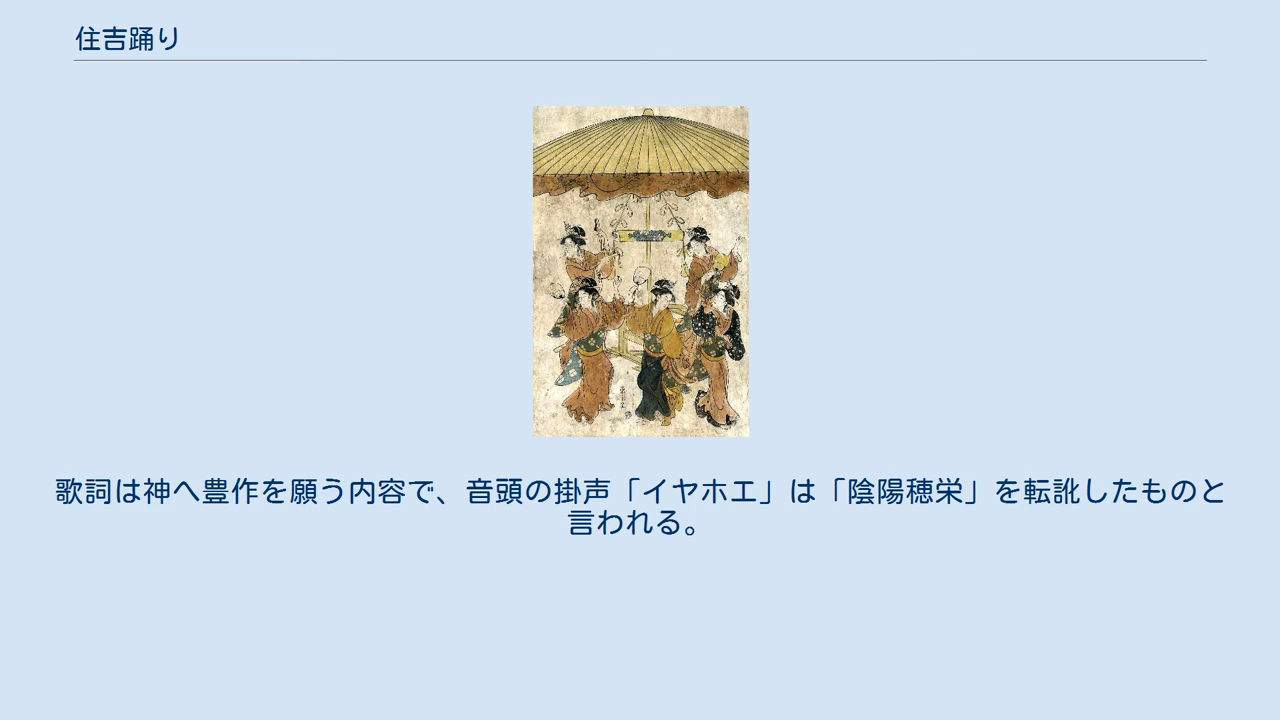 住吉踊り
歌詞は神へ豊作を願う内容で、音頭の掛声「イヤホエ」は「陰陽穂栄」を転訛したものと
言われる。